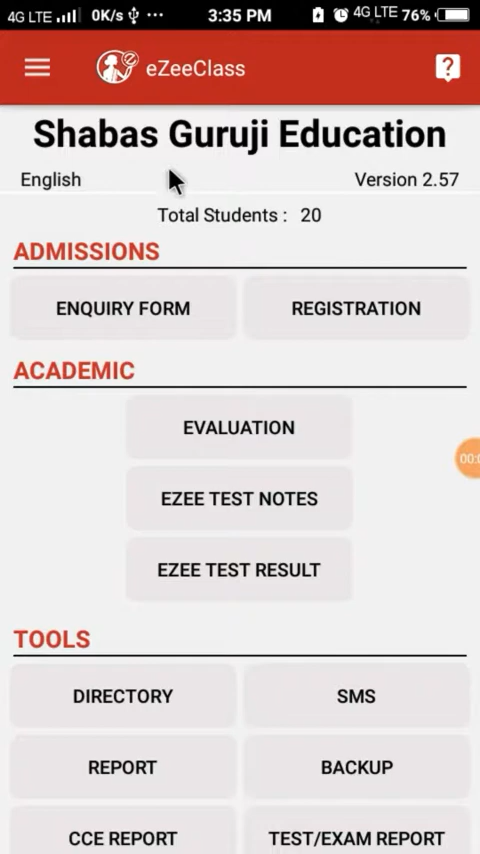 4G LTE 0K/s ... 3:35 PM 4G LTE 76%
eZeeClass
Shabas Guruji Education
English Version 2.57
Total Students : 20
ADMISSIONS
ENQUIRY FORM REGISTRATION
ACADEMIC
EVALUATION
EZEE TEST NOTES
EZEE TEST RESULT
TOOLS
DIRECTORY SMS
REPORT BACKUP
CCE REPORT TEST/EXAM REPORT